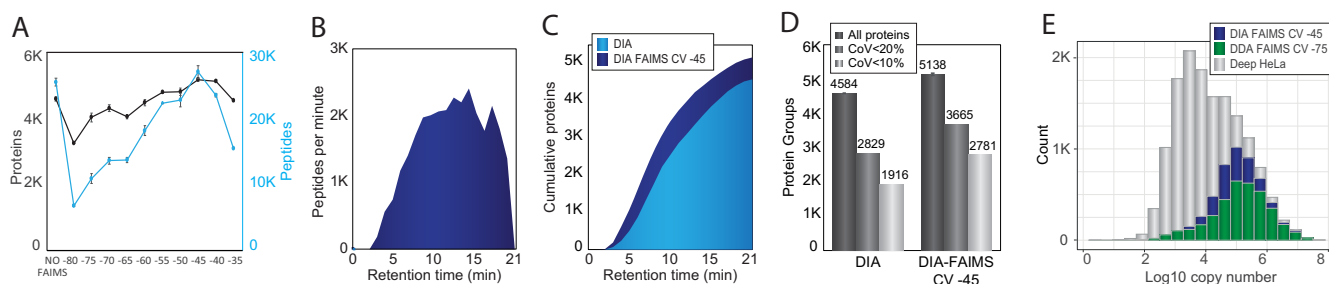 A
6K
4K
2K
0
Proteins
30K
20K
10K
0
Peptides
NO FAIMS -80 -75 -70 -65 -60 -55 -50 -45 -40 -35
B
3K
2K
1K
0
Peptides per minute
0 5 10 15 21
Retention time (min)
C
DIA
DIA FAIMS CV -45
6K
5K
4K
3K
2K
1K
Cumulative proteins
0 5 10 15 21
Retention time (min)
D
All proteins
CoV<20%
CoV<10%
6K
5K
4K
3K
2K
1K
0
Protein Groups
4584
2829
1916
5138
3665
2781
DIA
DIA-FAIMS
CV -45
E
DIA FAIMS CV -45
DDA FAIMS CV -75
Deep HeLa
2K
1K
0
Count
0 2 4 6 8
Log10 copy number